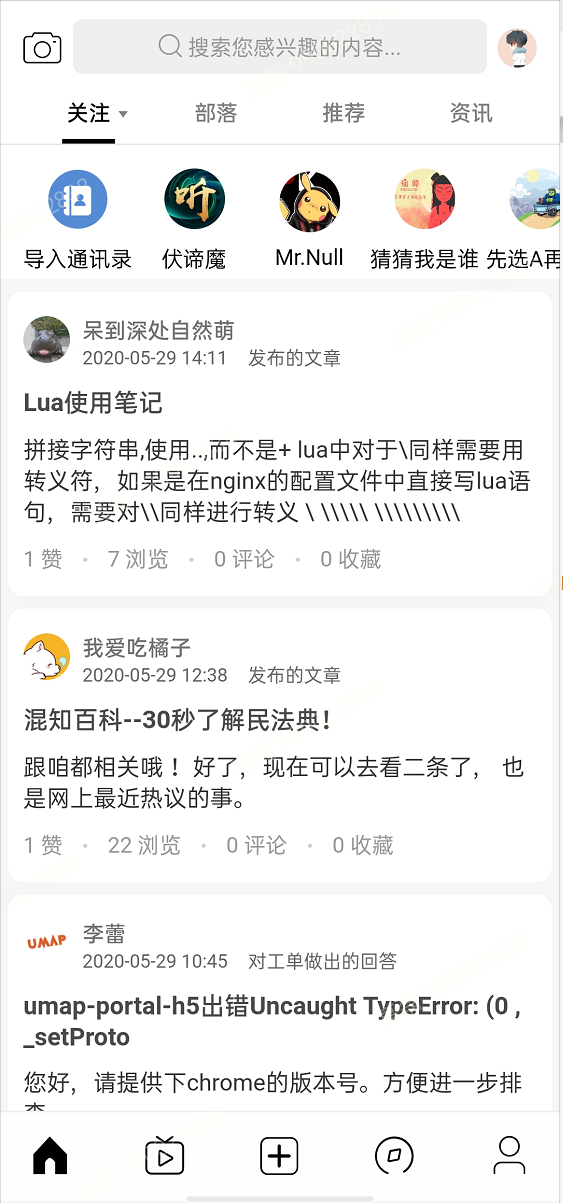 搜索您感兴趣的内容...
关注 部落 推荐 资讯
听
猜 师
导入通讯录 伏谛魔 Mr.Null 猜猜我是谁 先选A再
呆到深处自然萌
2020-05-29 14:11 发布的文章
Lua使用笔记
拼接字符串,使用..,而不是+ lua中对于\同样需要用
转义符，如果是在nginx的配置文件中直接写lua语
句，需要对\\同样进行转义 \ \\\\\ \\\\\\\\\
1 赞 • 7 浏览 • 0 评论 • 0 收藏
我爱吃橘子
2020-05-29 12:38 发布的文章
混知百科--30秒了解民法典！
跟咱都相关哦 ！好了，现在可以去看二条了， 也
是网上最近热议的事。
1 赞 • 22 浏览 • 0 评论 • 0 收藏
UMAP
李蕾
2020-05-29 10:45 对工单做出的回答
umap-portal-h5出错Uncaught TypeError: (0 ,
_setProto
您好，请提供下chrome的版本号。方便进一步排